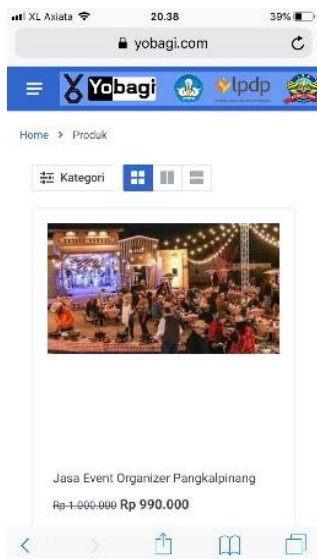 XL Axiata 20.38 39%
yobagi.com
Yobagi lpdp
Home > Produk
Kategori
Jasa Event Organizer Pangkalpinang
Rp 1.000.000 Rp 990.000